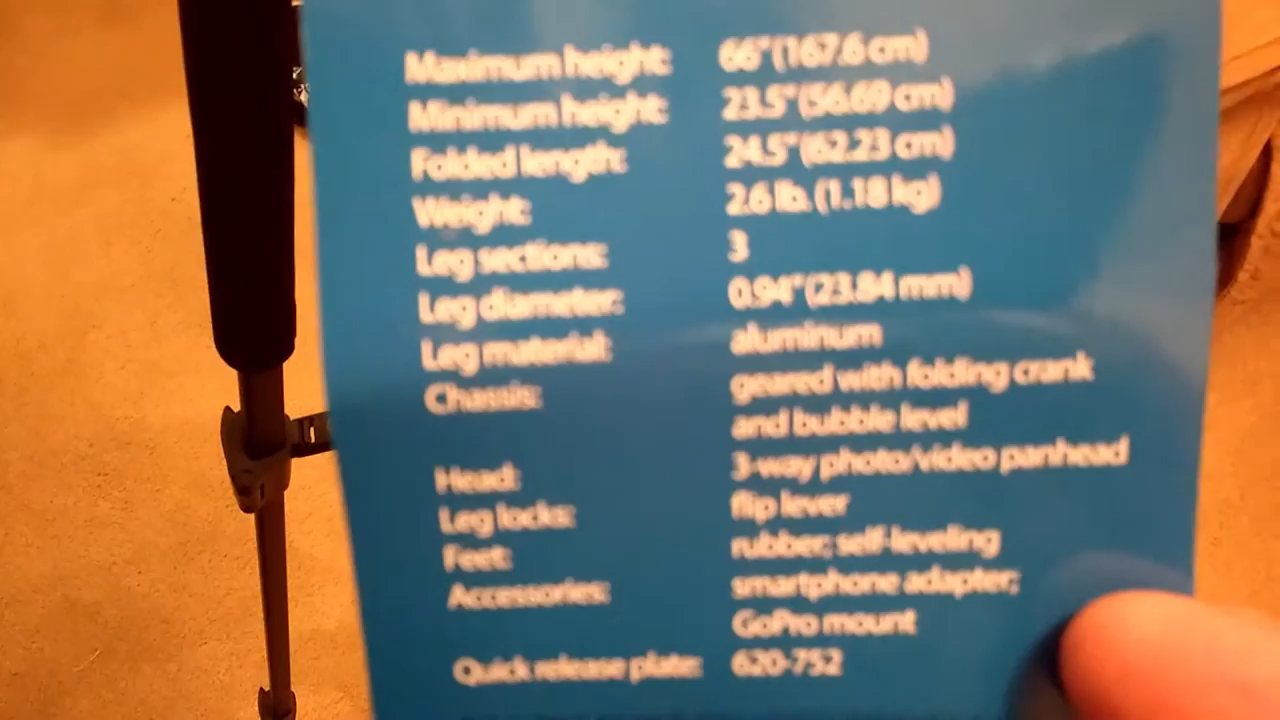 Maximum height: 66" (167.6 cm)
Minimum height: 23.5" (56.69 cm)
Folded length: 24.5" (62.23 cm)
Weight: 2.6 lb. (1.18 kg)
Leg sections: 3
Leg diameter: 0.94" (23.84 mm)
Leg material: aluminum
Chassis: geared with folding crank
and bubble level
Head: 3-way photo/video panhead
Leg locks: flip lever
Feet: rubber; self-leveling
Accessories: smartphone adapter;
GoPro mount
Quick release plate: 620-752